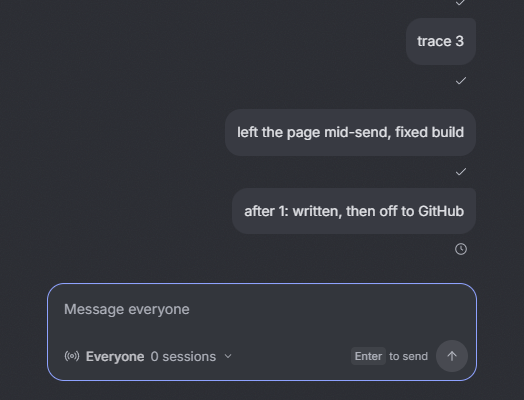 trace 3
left the page mid-send, fixed build
after 1: written, then off to GitHub
Message everyone
Everyone 0 sessions Enter to send